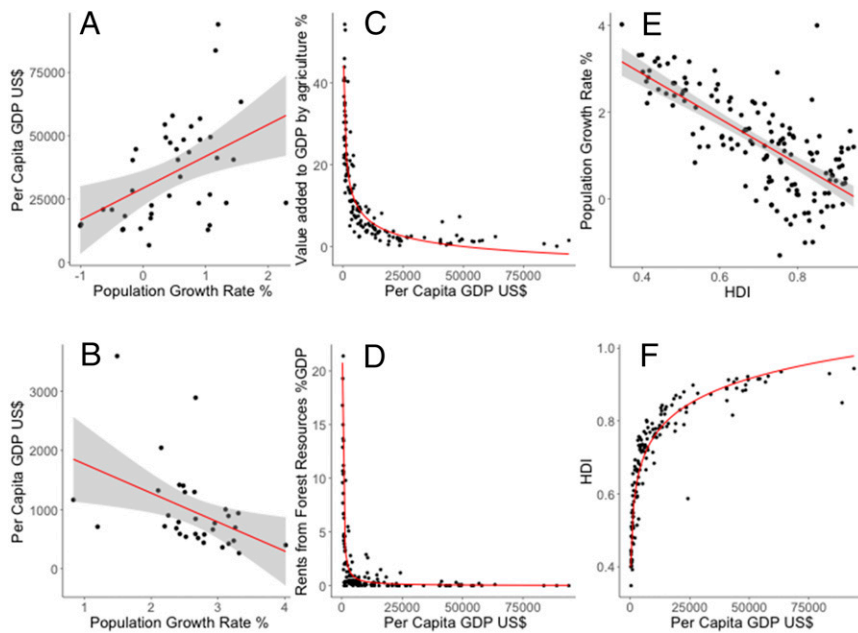 A
Per Capita GDP US$
75000
50000
25000
0
-1 0 1 2
Population Growth Rate %
C
Value added to GDP by agriculture %
40
20
0
0 25000 50000 75000
Per Capita GDP US$
E
Population Growth Rate %
4
2
0
0.4 0.6 0.8
HDI
B
Per Capita GDP US$
3000
2000
1000
0
1 2 3 4
Population Growth Rate %
D
Rents from Forest Resources %GDP
20
15
10
5
0
0 25000 50000 75000
Per Capita GDP US$
F
HDI
1.0
0.8
0.6
0.4
0 25000 50000 75000
Per Capita GDP US$